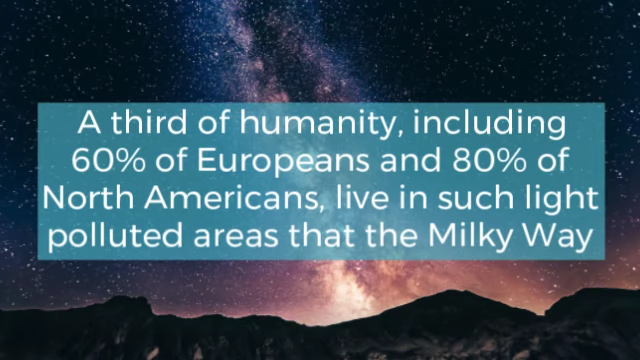 A third of humanity, including
60% of Europeans and 80% of
North Americans, live in such light
polluted areas that the Milky Way